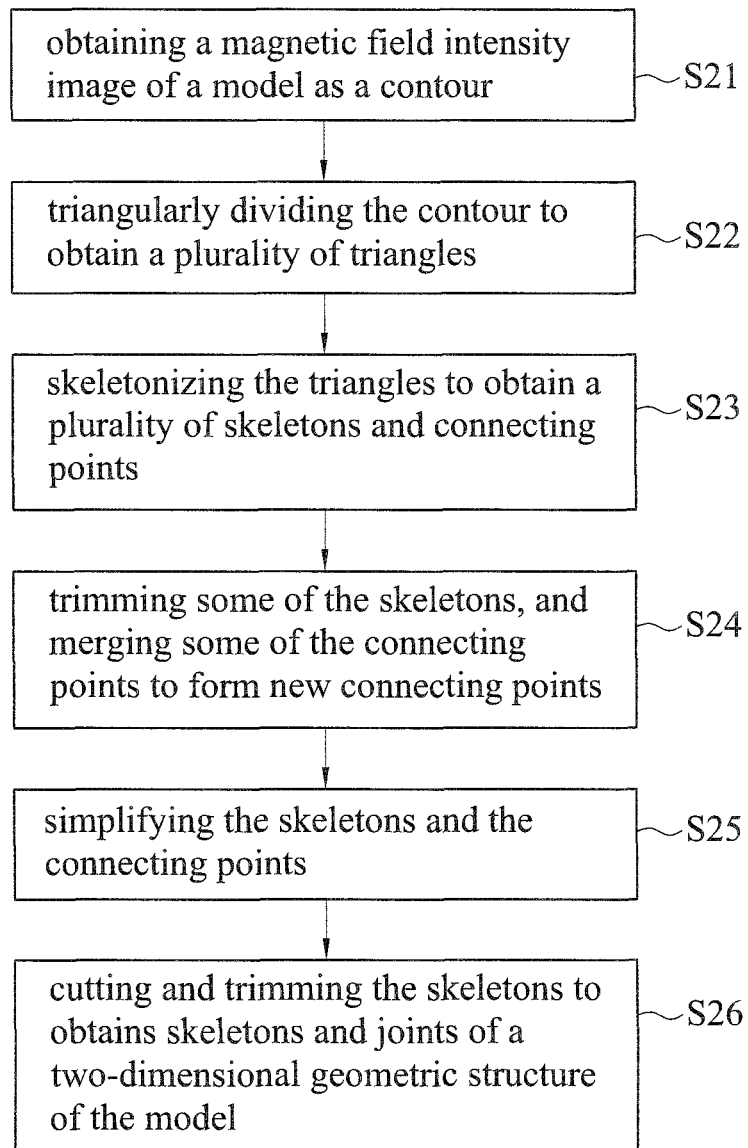 obtaining a magnetic field intensity
image of a model as a contour
S21
triangularly dividing the contour to
obtain a plurality of triangles
S22
skeletonizing the triangles to obtain a
plurality of skeletons and connecting
points
S23
trimming some of the skeletons, and
merging some of the connecting
points to form new connecting points
S24
simplifying the skeletons and the
connecting points
S25
cutting and trimming the skeletons to
obtains skeletons and joints of a
two-dimensional geometric structure
of the model
S26